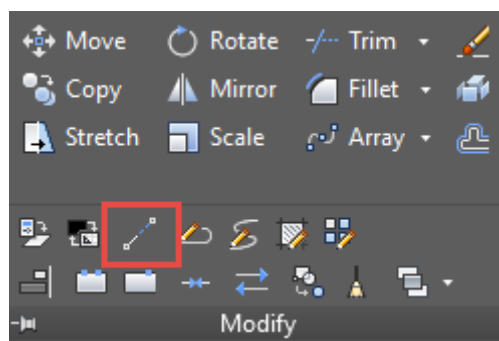 Move Rotate Trim
Copy Mirror Fillet
Stretch Scale Array
Modify